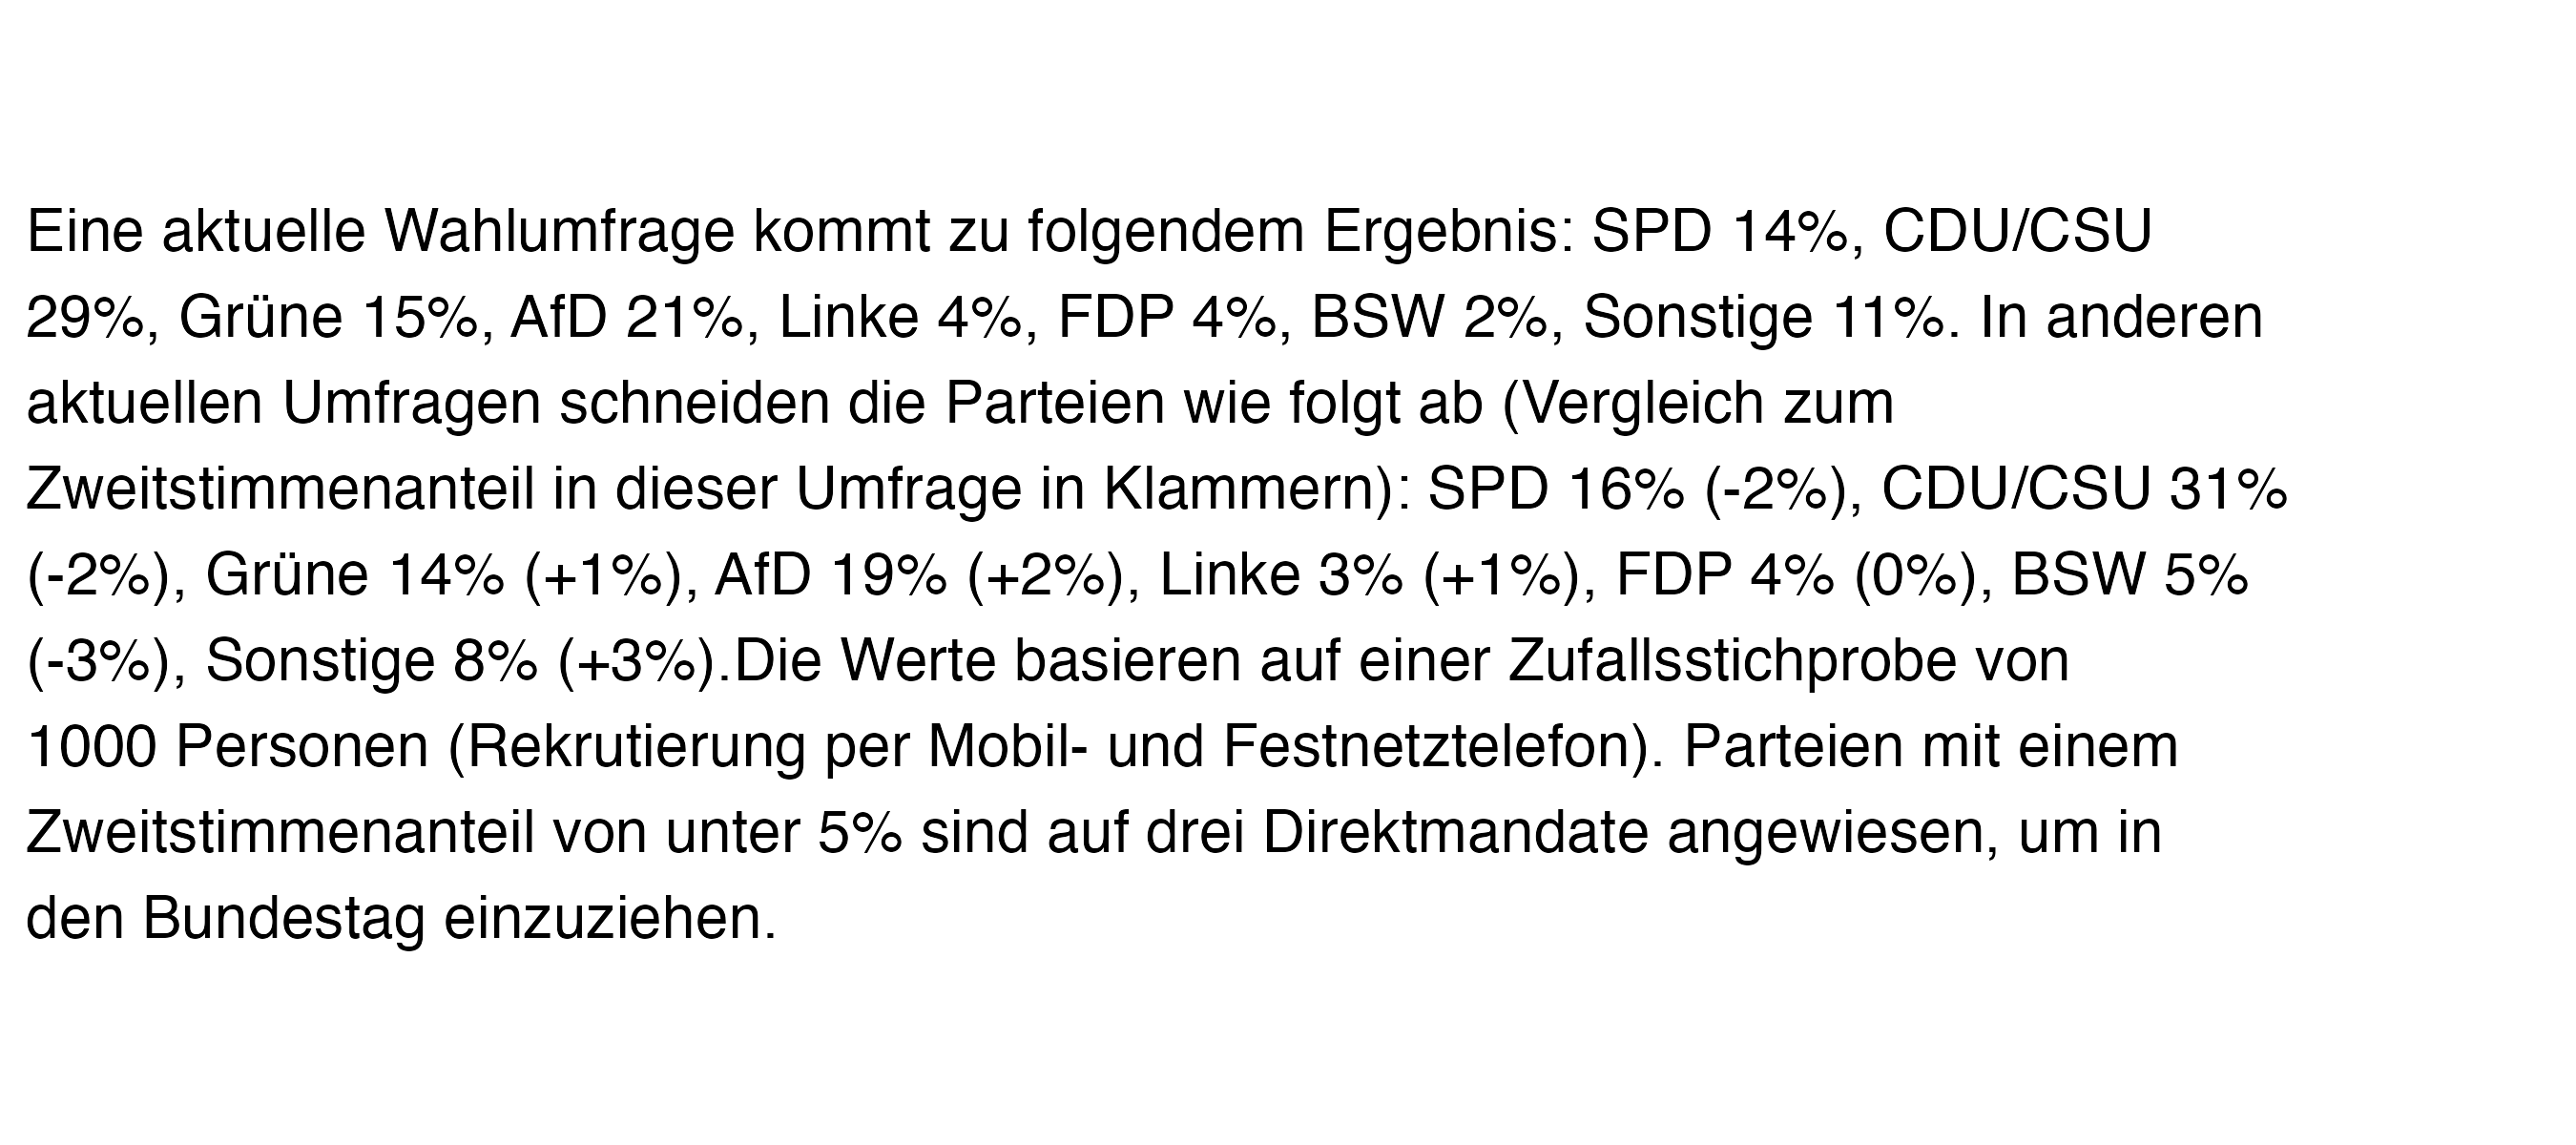 Eine aktuelle Wahlumfrage kommt zu folgendem Ergebnis: SPD 14%, CDU/CSU
29%, Grüne 15%, AfD 21%, Linke 4%, FDP 4%, BSW 2%, Sonstige 11%. In anderen
aktuellen Umfragen schneiden die Parteien wie folgt ab (Vergleich zum
Zweitstimmenanteil in dieser Umfrage in Klammern): SPD 16% (-2%), CDU/CSU 31%
(-2%), Grüne 14% (+1%), AfD 19% (+2%), Linke 3% (+1%), FDP 4% (0%), BSW 5%
(-3%), Sonstige 8% (+3%).Die Werte basieren auf einer Zufallsstichprobe von
1000 Personen (Rekrutierung per Mobil- und Festnetztelefon). Parteien mit einem
Zweitstimmenanteil von unter 5% sind auf drei Direktmandate angewiesen, um in
den Bundestag einzuziehen.